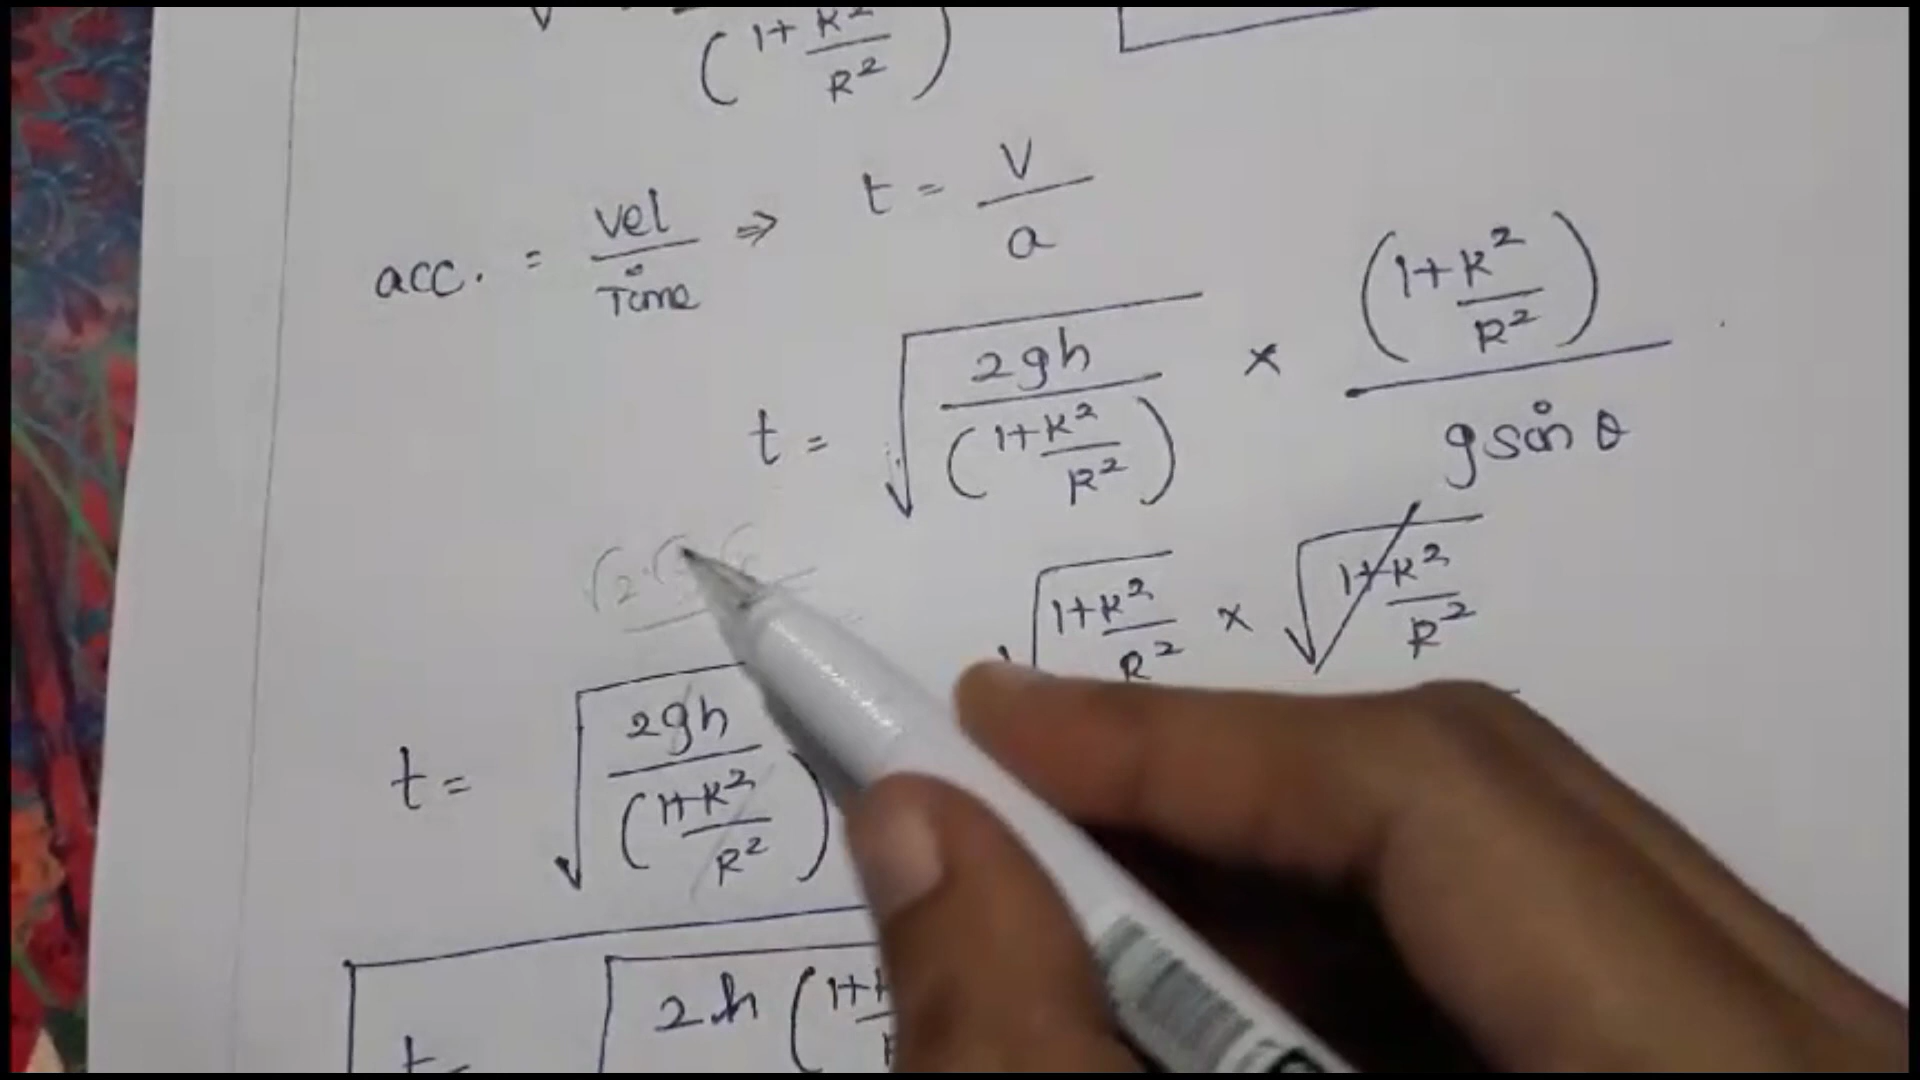 (1+K²/R²)
acc. = Vel/Time ⇒ t = V/a
t = √(2gh/(1+K²/R²)) × (1+K²/R²)/g sin θ
√2·√
t = √(2gh/(1+K²/R²)) √(1+K²/R²) × √(1+K²/R²)
t = √(2h (1+K